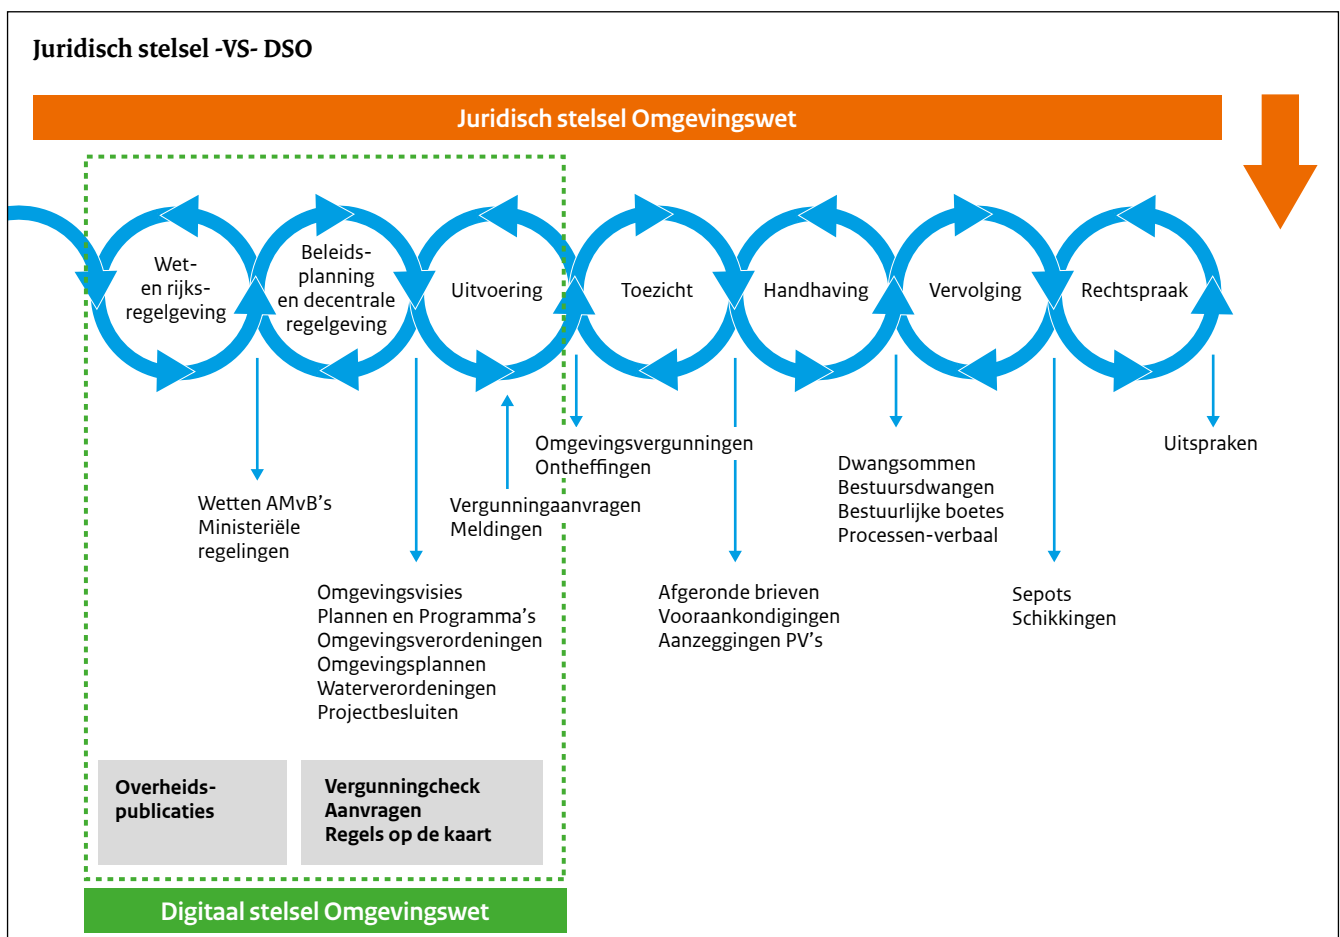 Juridisch stelsel -VS- DSO
Juridisch stelsel Omgevingswet
Wet-
en rijks-
regelgeving
Beleids-
planning
en decentrale
regelgeving
Uitvoering
Toezicht
Handhaving
Vervolging
Rechtspraak
Wetten AMvB's
Ministeriële
regelingen
Omgevingsvisies
Plannen en Programma's
Omgevingsverordeningen
Omgevingsplannen
Waterverordeningen
Projectbesluiten
Vergunningaanvragen
Meldingen
Omgevingsvergunningen
Ontheffingen
Afgeronde brieven
Vooraankondigingen
Aanzeggingen PV's
Dwangsommen
Bestuursdwangen
Bestuurlijke boetes
Processen-verbaal
Sepots
Schikkingen
Uitspraken
Overheids-
publicaties
Vergunningcheck
Aanvragen
Regels op de kaart
Digitaal stelsel Omgevingswet